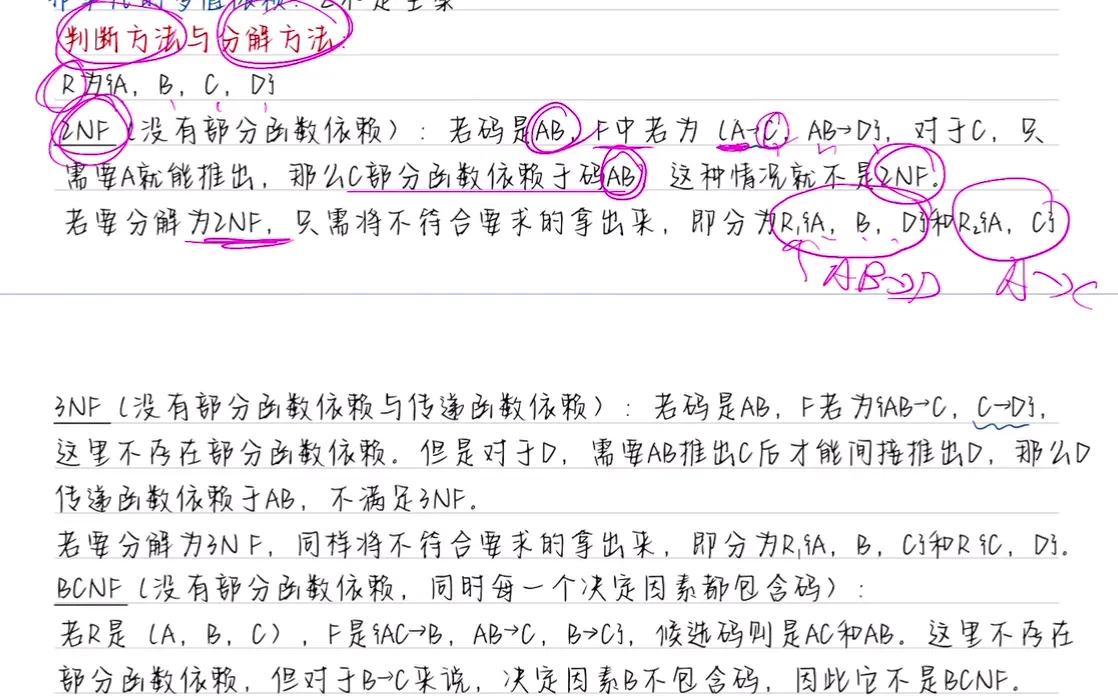 判断方法与分解方法:
R为{A, B, C, D}
2NF(没有部分函数依赖): 若码是AB, F中若为 {A→C, AB→D}, 对于C, 只
需要A就能推出, 那么C部分函数依赖于码AB, 这种情况就不是2NF。
若要分解为2NF, 只需将不符合要求的拿出来, 即分为R₁{A, B, D}和R₂{A, C}
AB→D A→C
3NF(没有部分函数依赖与传递函数依赖): 若码是AB, F若为{AB→C, C→D},
这里不存在部分函数依赖。但是对于D, 需要AB推出C后才能间接推出D, 那么D
传递函数依赖于AB, 不满足3NF。
若要分解为3NF, 同样将不符合要求的拿出来, 即分为R₁{A, B, C}和R{C, D}。
BCNF(没有部分函数依赖, 同时每一个决定因素都包含码):
若R是(A, B, C), F是{AC→B, AB→C, B→C}, 候选码则是AC和AB。这里不存在
部分函数依赖, 但对于B→C来说, 决定因素B不包含码, 因此它不是BCNF。